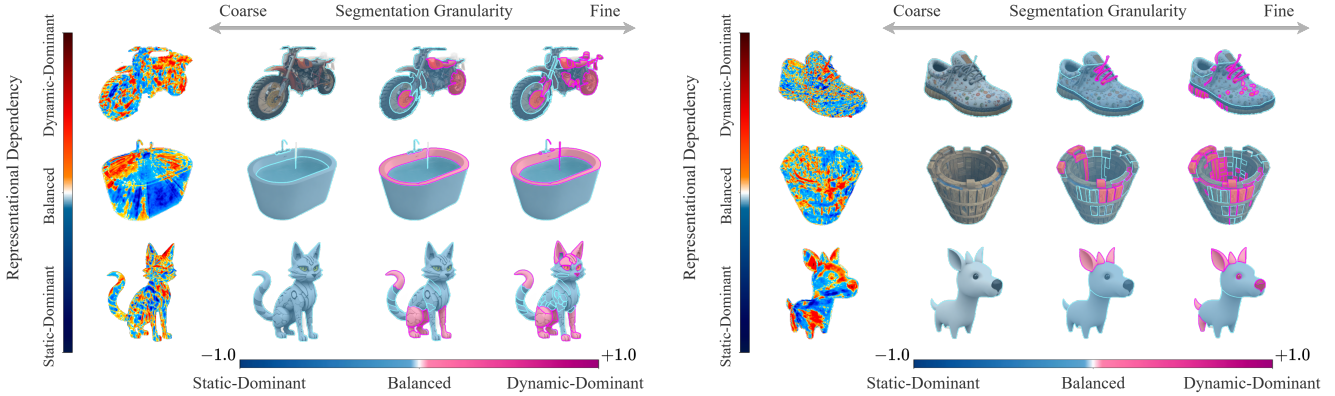 Coarse Segmentation Granularity Fine
Representational Dependency
Dynamic-Dominant
Balanced
Static-Dominant
−1.0 +1.0
Static-Dominant Balanced Dynamic-Dominant
Coarse Segmentation Granularity Fine
Representational Dependency
Dynamic-Dominant
Balanced
Static-Dominant
−1.0 +1.0
Static-Dominant Balanced Dynamic-Dominant